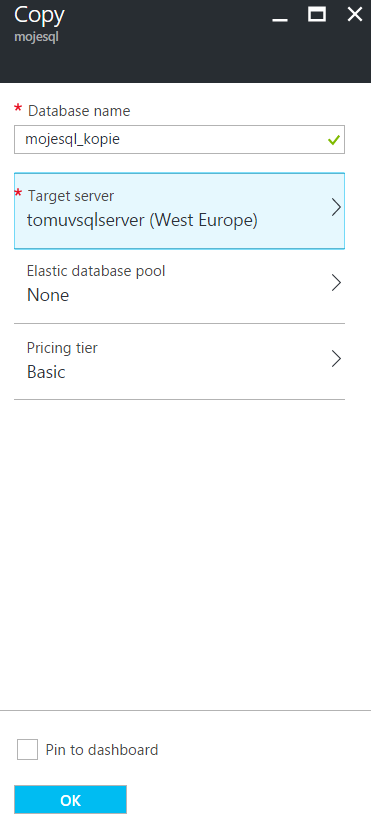 Copy
mojesql
* Database name
mojesql_kopie
* Target server
tomuvsqlserver (West Europe)
Elastic database pool
None
Pricing tier
Basic
Pin to dashboard
OK